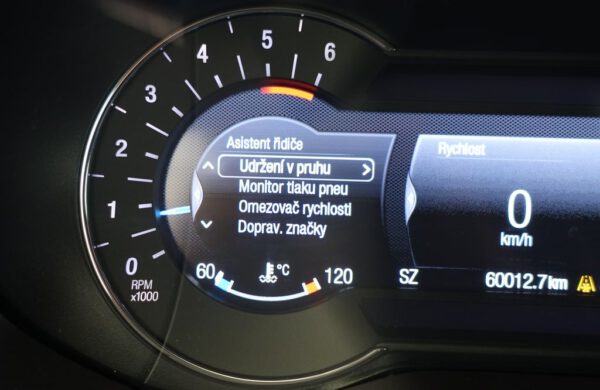 6
5
4
3
2
1
0
RPM
x1000
Asistent řidiče
Udržení v pruhu
Monitor tlaku pneu
Omezovač rychlosti
Doprav. značky
60
°C
120
SZ
Rychlost
0
km/h
60012.7km